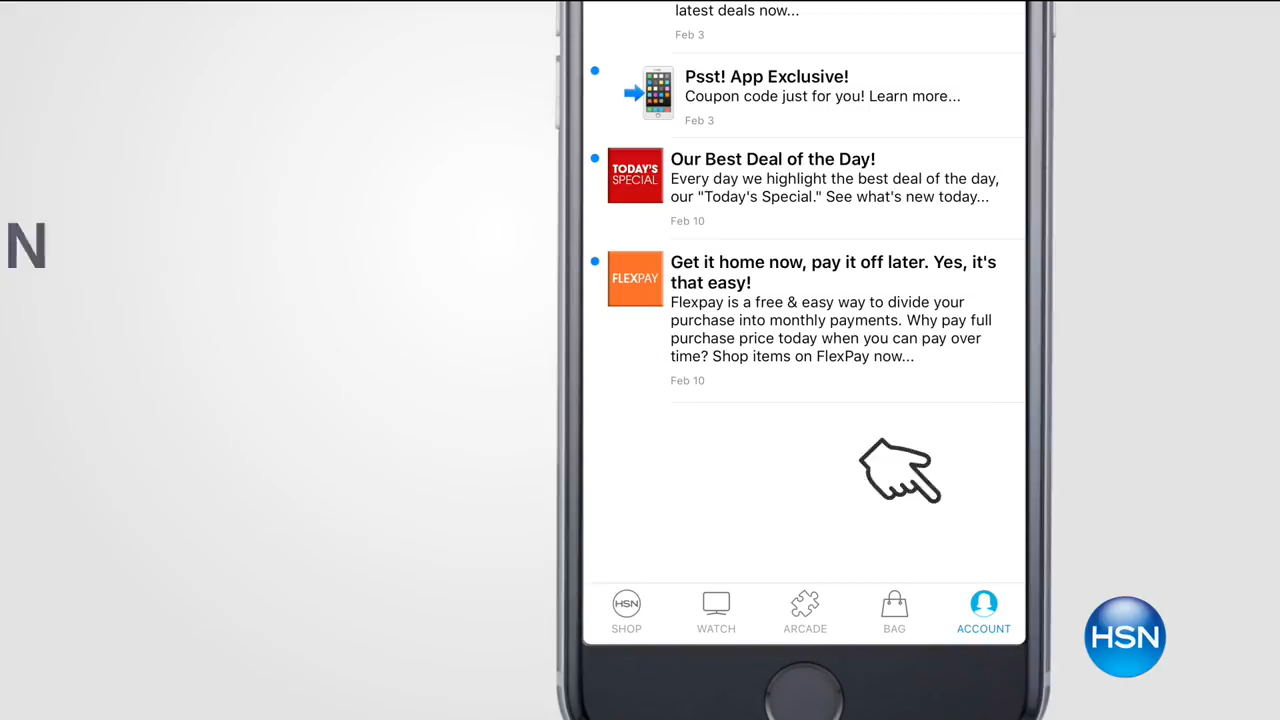 latest deals now...
Feb 3
Psst! App Exclusive!
Coupon code just for you! Learn more...
Feb 3
TODAY'S
SPECIAL
Our Best Deal of the Day!
Every day we highlight the best deal of the day,
our "Today's Special." See what's new today...
Feb 10
N
FLEXPAY
Get it home now, pay it off later. Yes, it's
that easy!
Flexpay is a free & easy way to divide your
purchase into monthly payments. Why pay full
purchase price today when you can pay over
time? Shop items on FlexPay now...
Feb 10
HSN
SHOP
WATCH
ARCADE
BAG
ACCOUNT
HSN